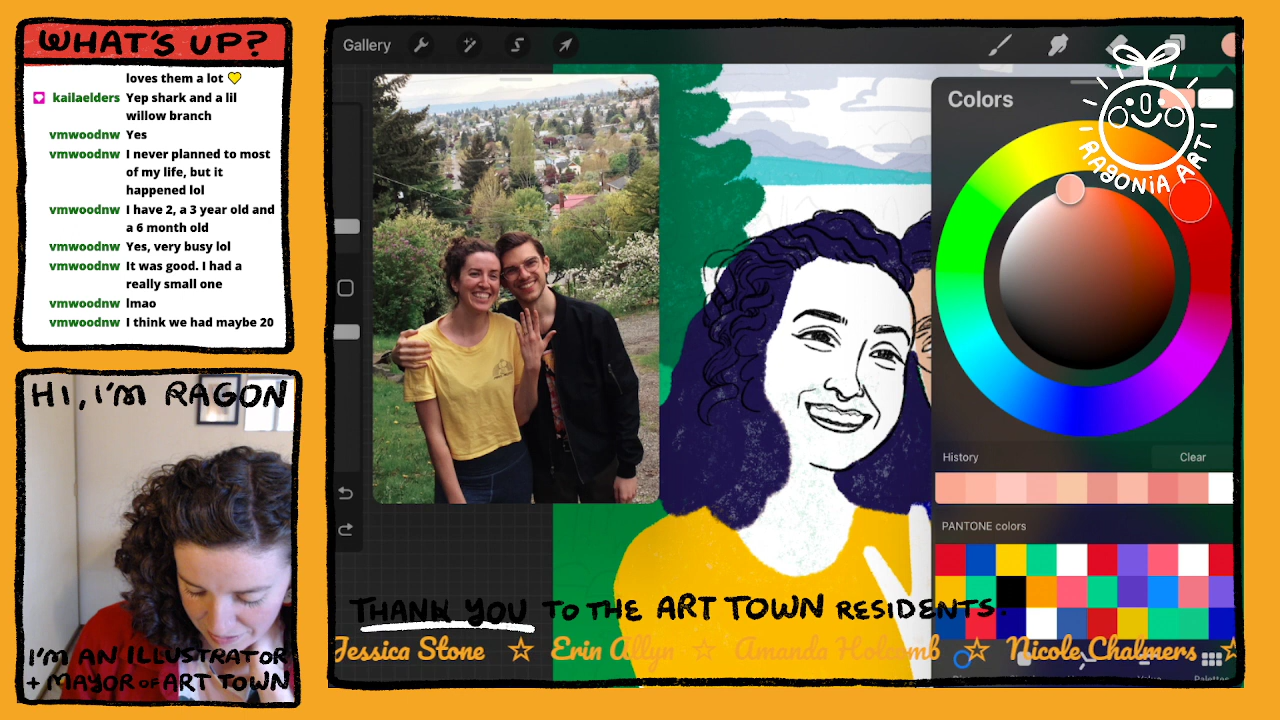 WHAT'S UP?
loves them a lot 💛
kailaelders Yep shark and a lil
willow branch
vmwoodnw Yes
vmwoodnw I never planned to most
of my life, but it
happened lol
vmwoodnw I have 2, a 3 year old and
a 6 month old
vmwoodnw Yes, very busy lol
vmwoodnw It was good. I had a
really small one
vmwoodnw lmao
vmwoodnw I think we had maybe 20
HI, I'M RAGON
I'M AN ILLUSTRATOR
+ MAYOR OF ART TOWN
Gallery
Colors
RAGONIA ART
History Clear
PANTONE colors
THANK YOU TO THE ART TOWN RESIDENTS.
Jessica Stone ☆ Erin Allyn ☆ Amanda Holcomb ☆ Nicole Chalmers ☆